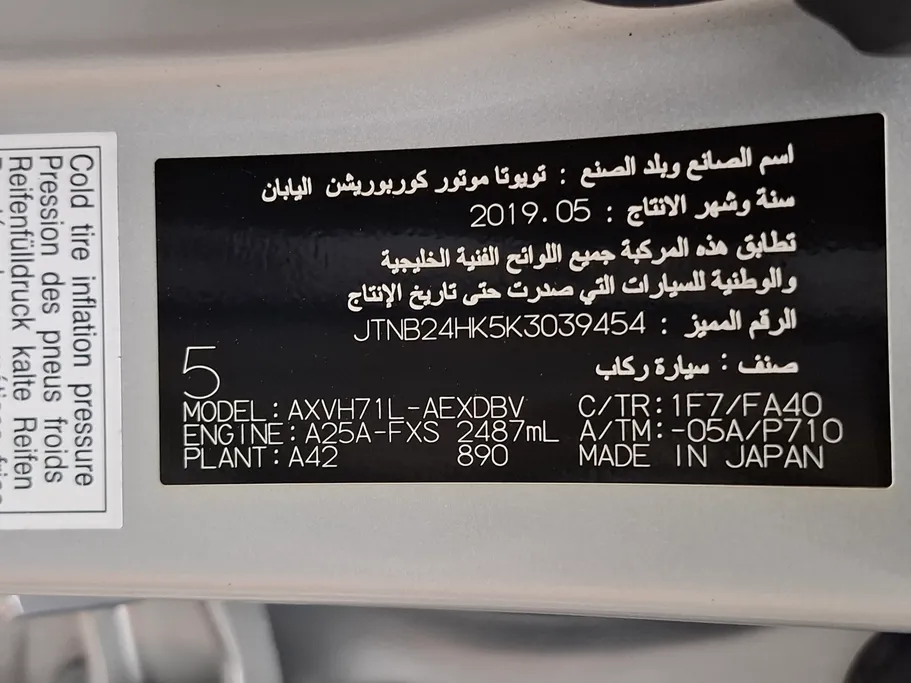 اسم الصانع وبلد الصنع : تويوتا موتور كوربوريشن اليابان
سنة وشهر الانتاج : 2019.05
تطابق هذه المركبة جميع اللوائح الفنية الخليجية
والوطنية للسيارات التي صدرت حتى تاريخ الإنتاج
الرقم المميز : JTNB24HK5K3039454
صنف : سيارة ركاب
5
MODEL: AXVH71L-AEXDBV C/TR: 1F7/FA40
ENGINE: A25A-FXS 2487mL A/TM: -05A/P710
PLANT: A42 890 MADE IN JAPAN
Cold tire inflation pressure
Pression des pneus froids
Reifenfülldruck kalte Reifen